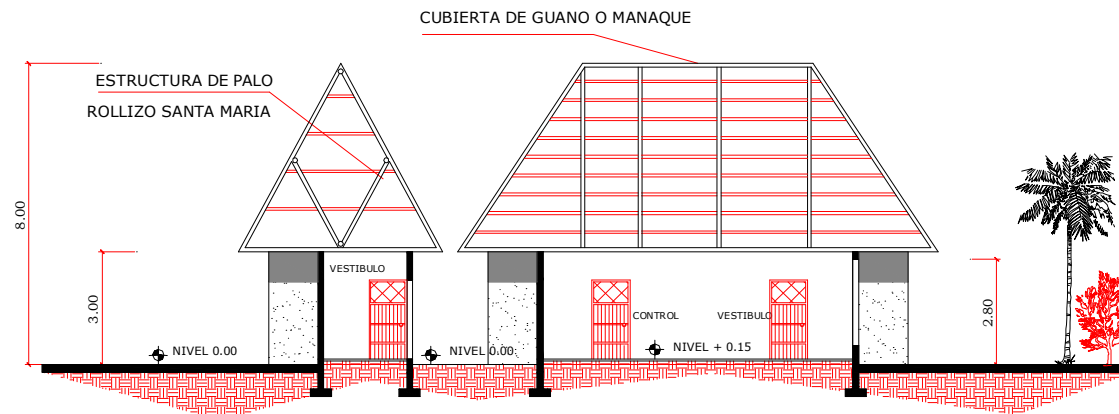 CUBIERTA DE GUANO O MANAQUE
ESTRUCTURA DE PALO
ROLLIZO SANTA MARIA
8.00
3.00
VESTIBULO
CONTROL
VESTIBULO
2.80
NIVEL 0.00
NIVEL 0.00
NIVEL + 0.15